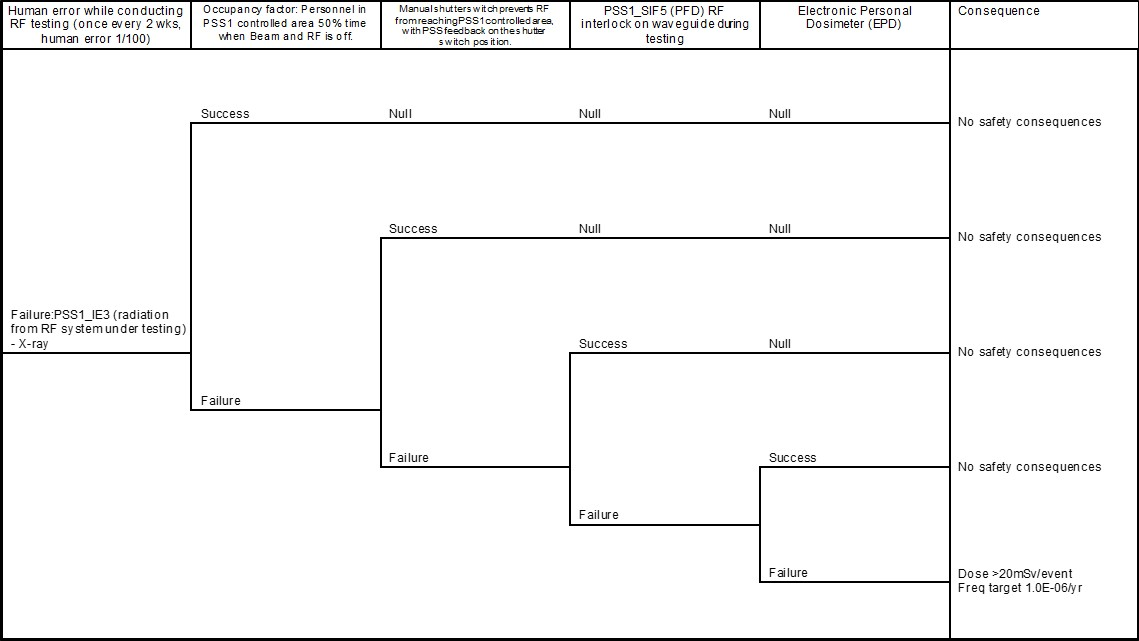 Human error while conducting
RF testing (once every 2 wks,
human error 1/100)
Occupancy factor: Personnel in
PSS1 controlled area 50% time
when Beam and RF is off.
Manual shutter switch prevents RF
from reaching PSS1 controlled area,
with PSS feedback on the shutter
switch position.
PSS1_SIF5 (PFD) RF
interlock on waveguide during
testing
Electronic Personal
Dosimeter (EPD)
Consequence
Success
Null
Null
Null
No safety consequences
Success
Null
Null
No safety consequences
Failure:PSS1_IE3 (radiation
from RF system under testing)
- X-ray
Success
Null
No safety consequences
Failure
Failure
Success
No safety consequences
Failure
Failure
Dose >20mSv/event
Freq target 1.0E-06/yr